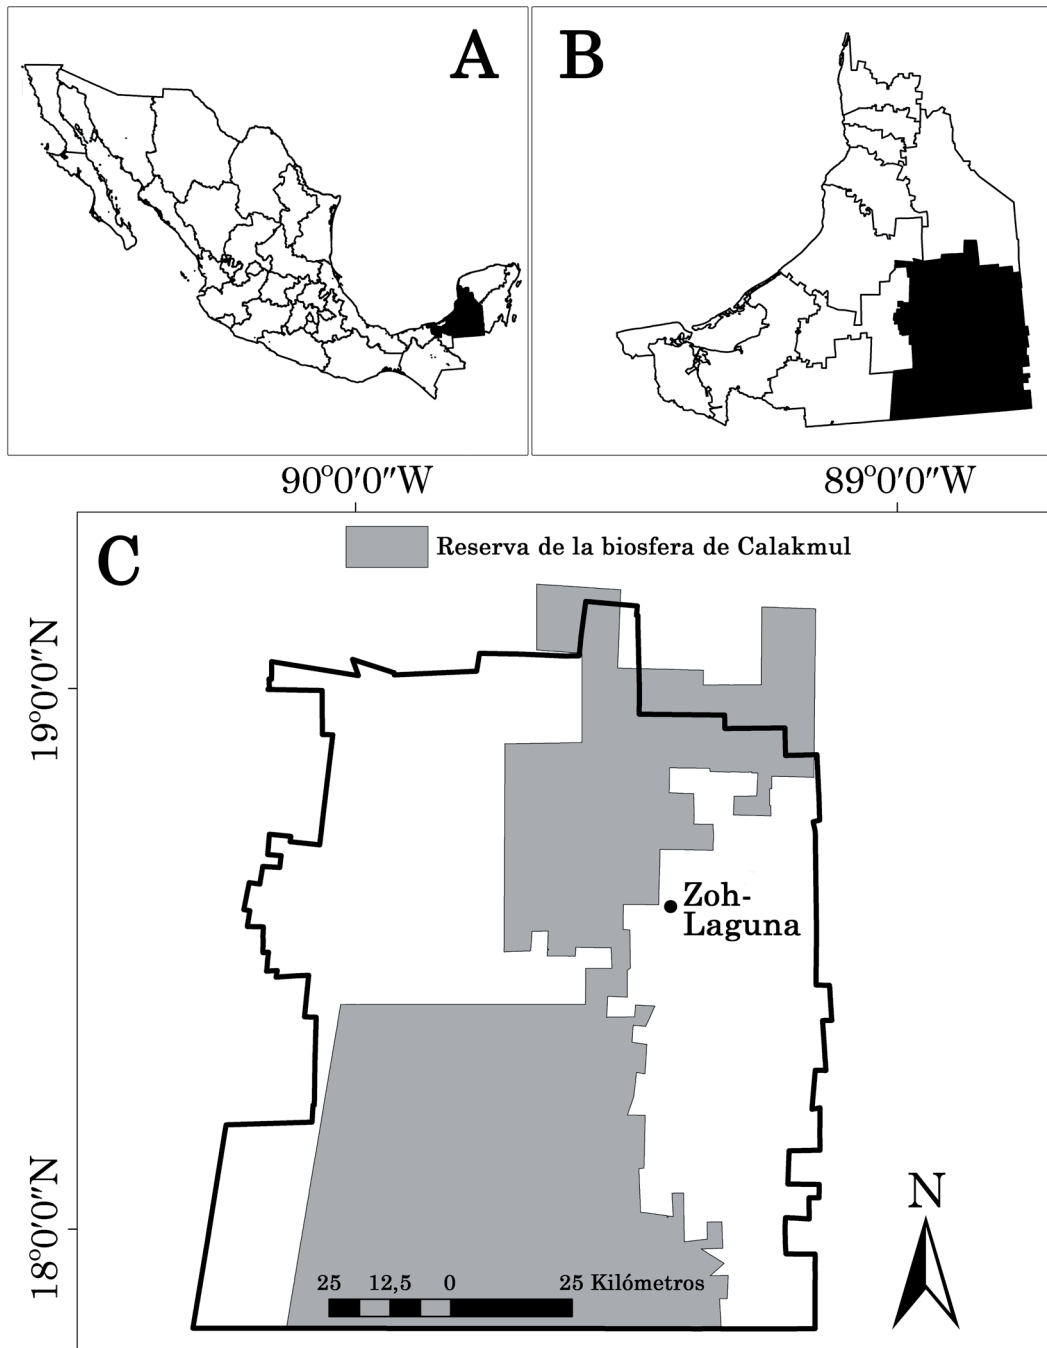 A
B
90°0′0″W
89°0′0″W
C
Reserva de la biosfera de Calakmul
19°0′0″N
Zoh-
Laguna
18°0′0″N
N
25 12,5 0 25 Kilómetros